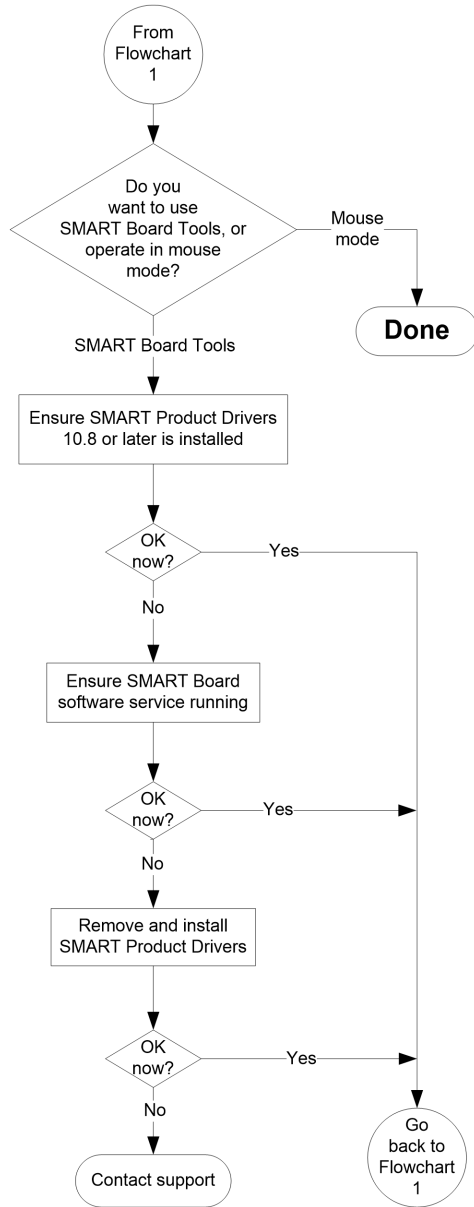 From
Flowchart
1
Do you
want to use
SMART Board Tools, or
operate in mouse
mode?
Mouse
mode
Done
SMART Board Tools
Ensure SMART Product Drivers
10.8 or later is installed
OK
now?
Yes
No
Ensure SMART Board
software service running
OK
now?
Yes
No
Remove and install
SMART Product Drivers
OK
now?
Yes
No
Contact support
Go
back to
Flowchart
1